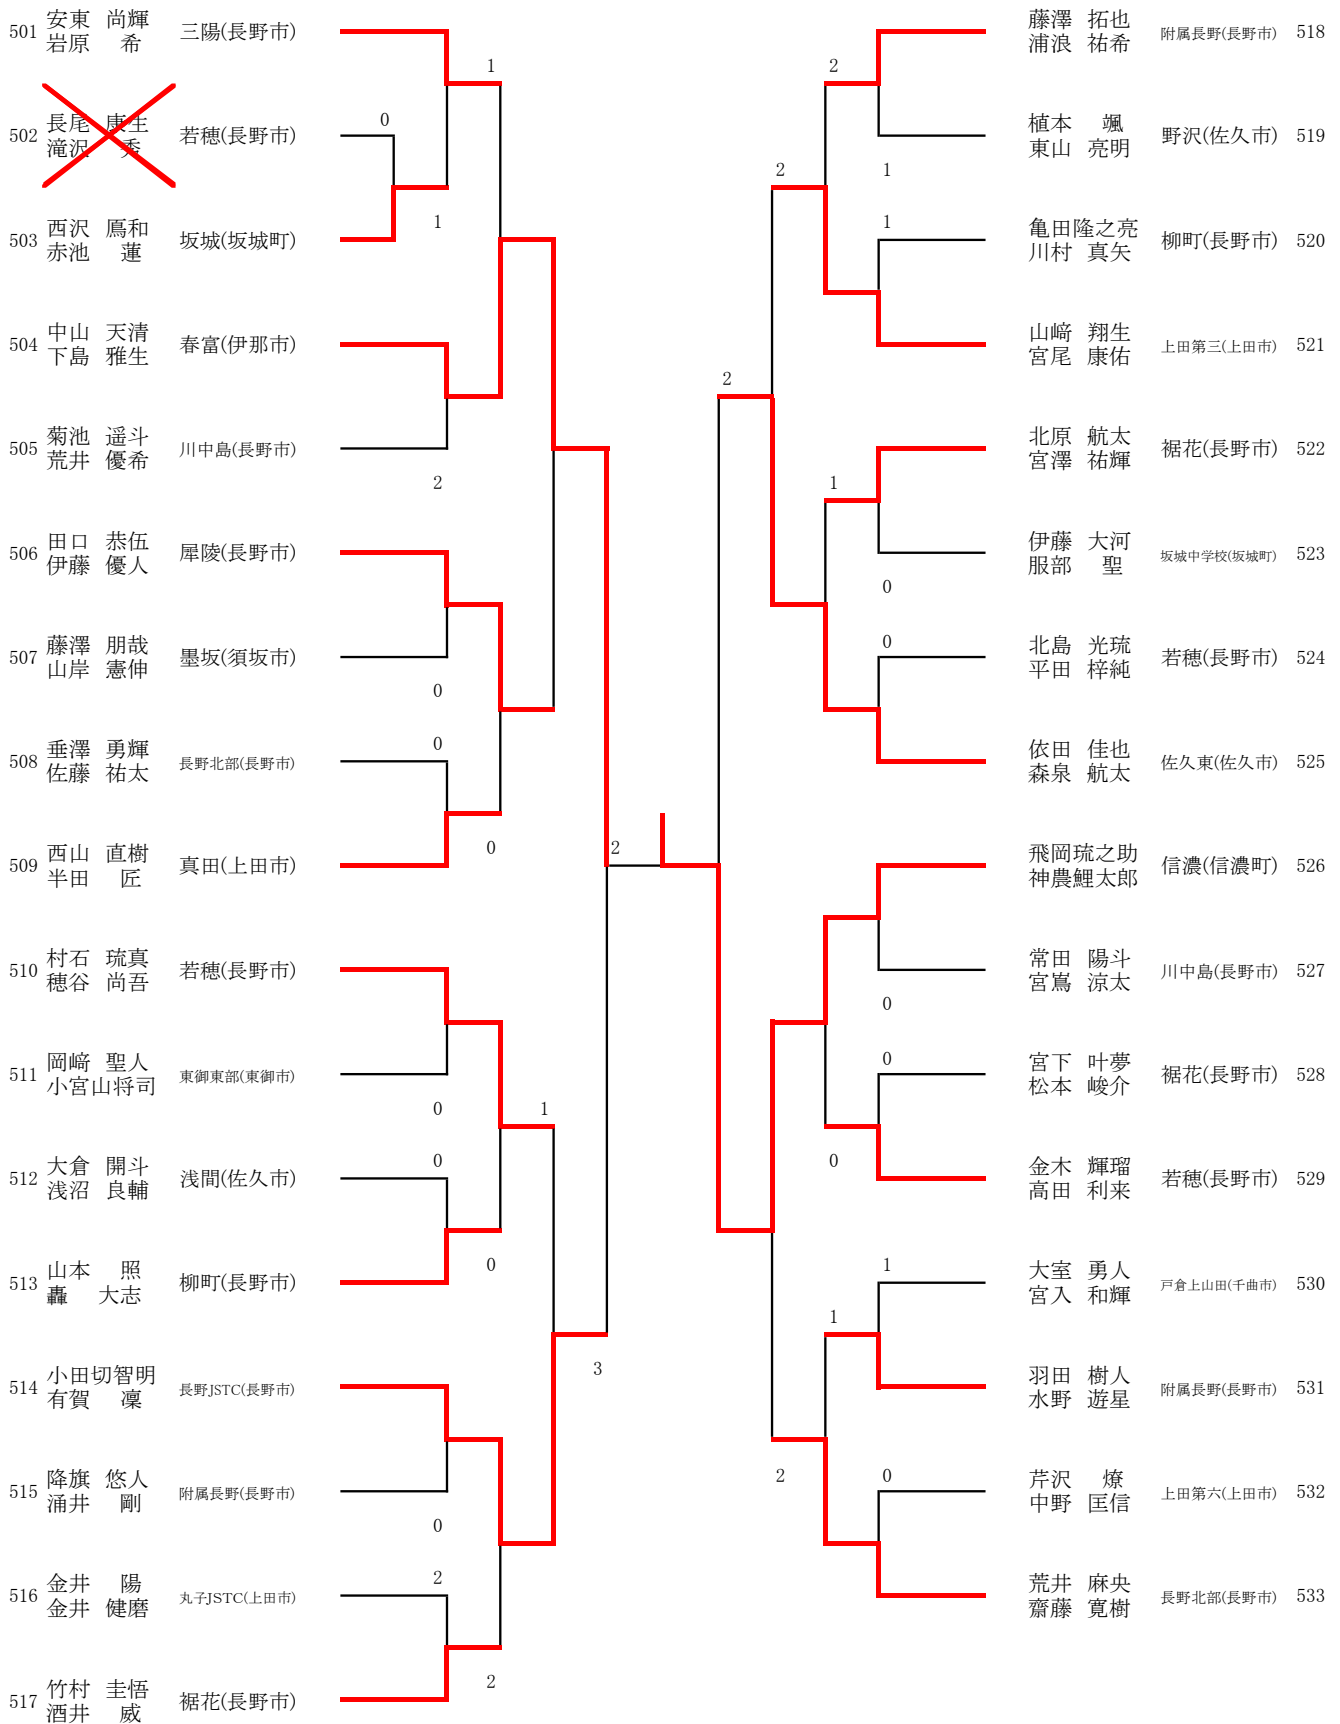 安東 尚輝
501 三陽(長野市)
岩原 希
1
長尾 康生
0
502 若穂(長野市)
滝沢 秀
1
西沢 鳫和
503 坂城(坂城町)
赤池 蓮
中山 天清
504 春富(伊那市)
下島 雅生
菊池 遥斗
505 川中島(長野市)
荒井 優希
2
田口 恭伍
506 犀陵(長野市)
伊藤 優人
藤澤 朋哉
507 墨坂(須坂市)
山岸 憲伸
0
0
垂澤 勇輝
508 長野北部(長野市)
佐藤 祐太
0
西山 直樹
509 真田(上田市)
半田 匠
2
村石 琉真
510 若穂(長野市)
穂谷 尚吾
岡﨑 聖人
511 東御東部(東御市)
小宮山将司
0
1
0
大倉 開斗
512 浅間(佐久市)
浅沼 良輔
0
山本 照
513 柳町(長野市)
轟 大志
3
小田切智明
514 長野JSTC(長野市)
有賀 凜
降旗 悠人
515 附属長野(長野市)
涌井 剛
0
2
金井 陽
516 丸子JSTC(上田市)
金井 健磨
2
竹村 圭悟
517 裾花(長野市)
酒井 威
藤澤 拓也
附属長野(長野市) 518
浦浪 祐希
2
植本 颯
野沢(佐久市) 519
東山 亮明
2
1
1
亀田隆之亮
柳町(長野市) 520
川村 真矢
山﨑 翔生
上田第三(上田市) 521
宮尾 康佑
2
北原 航太
裾花(長野市) 522
宮澤 祐輝
1
伊藤 大河
坂城中学校(坂城町) 523
服部 聖
0
0
北島 光琉
若穂(長野市) 524
平田 梓純
依田 佳也
佐久東(佐久市) 525
森泉 航太
飛岡琉之助
信濃(信濃町) 526
神農鯉太郎
常田 陽斗
川中島(長野市) 527
宮嶌 涼太
0
0
宮下 叶夢
裾花(長野市) 528
松本 峻介
0
金木 輝瑠
若穂(長野市) 529
高田 利来
1
大室 勇人
戸倉上山田(千曲市) 530
宮入 和輝
1
羽田 樹人
附属長野(長野市) 531
水野 遊星
2
0
芹沢 燎
上田第六(上田市) 532
中野 匡信
荒井 麻央
長野北部(長野市) 533
齋藤 寛樹